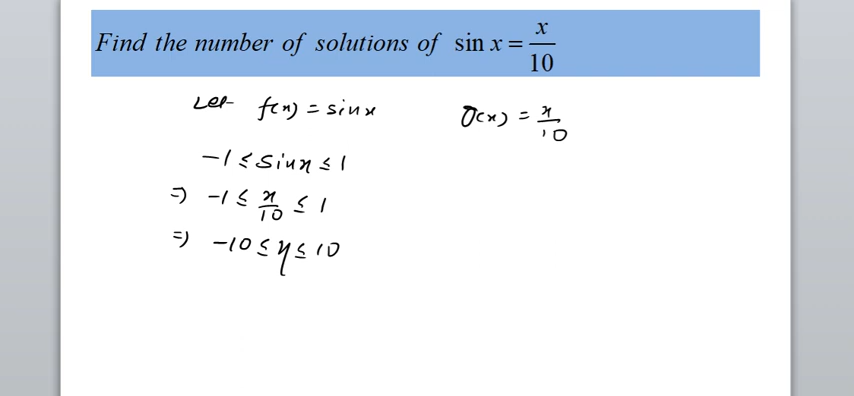 Find the number of solutions of sin x = x/10
Let f(x) = sin x g(x) = x/10
-1 ≤ sin x ≤ 1
⇒ -1 ≤ x/10 ≤ 1
⇒ -10 ≤ x ≤ 10